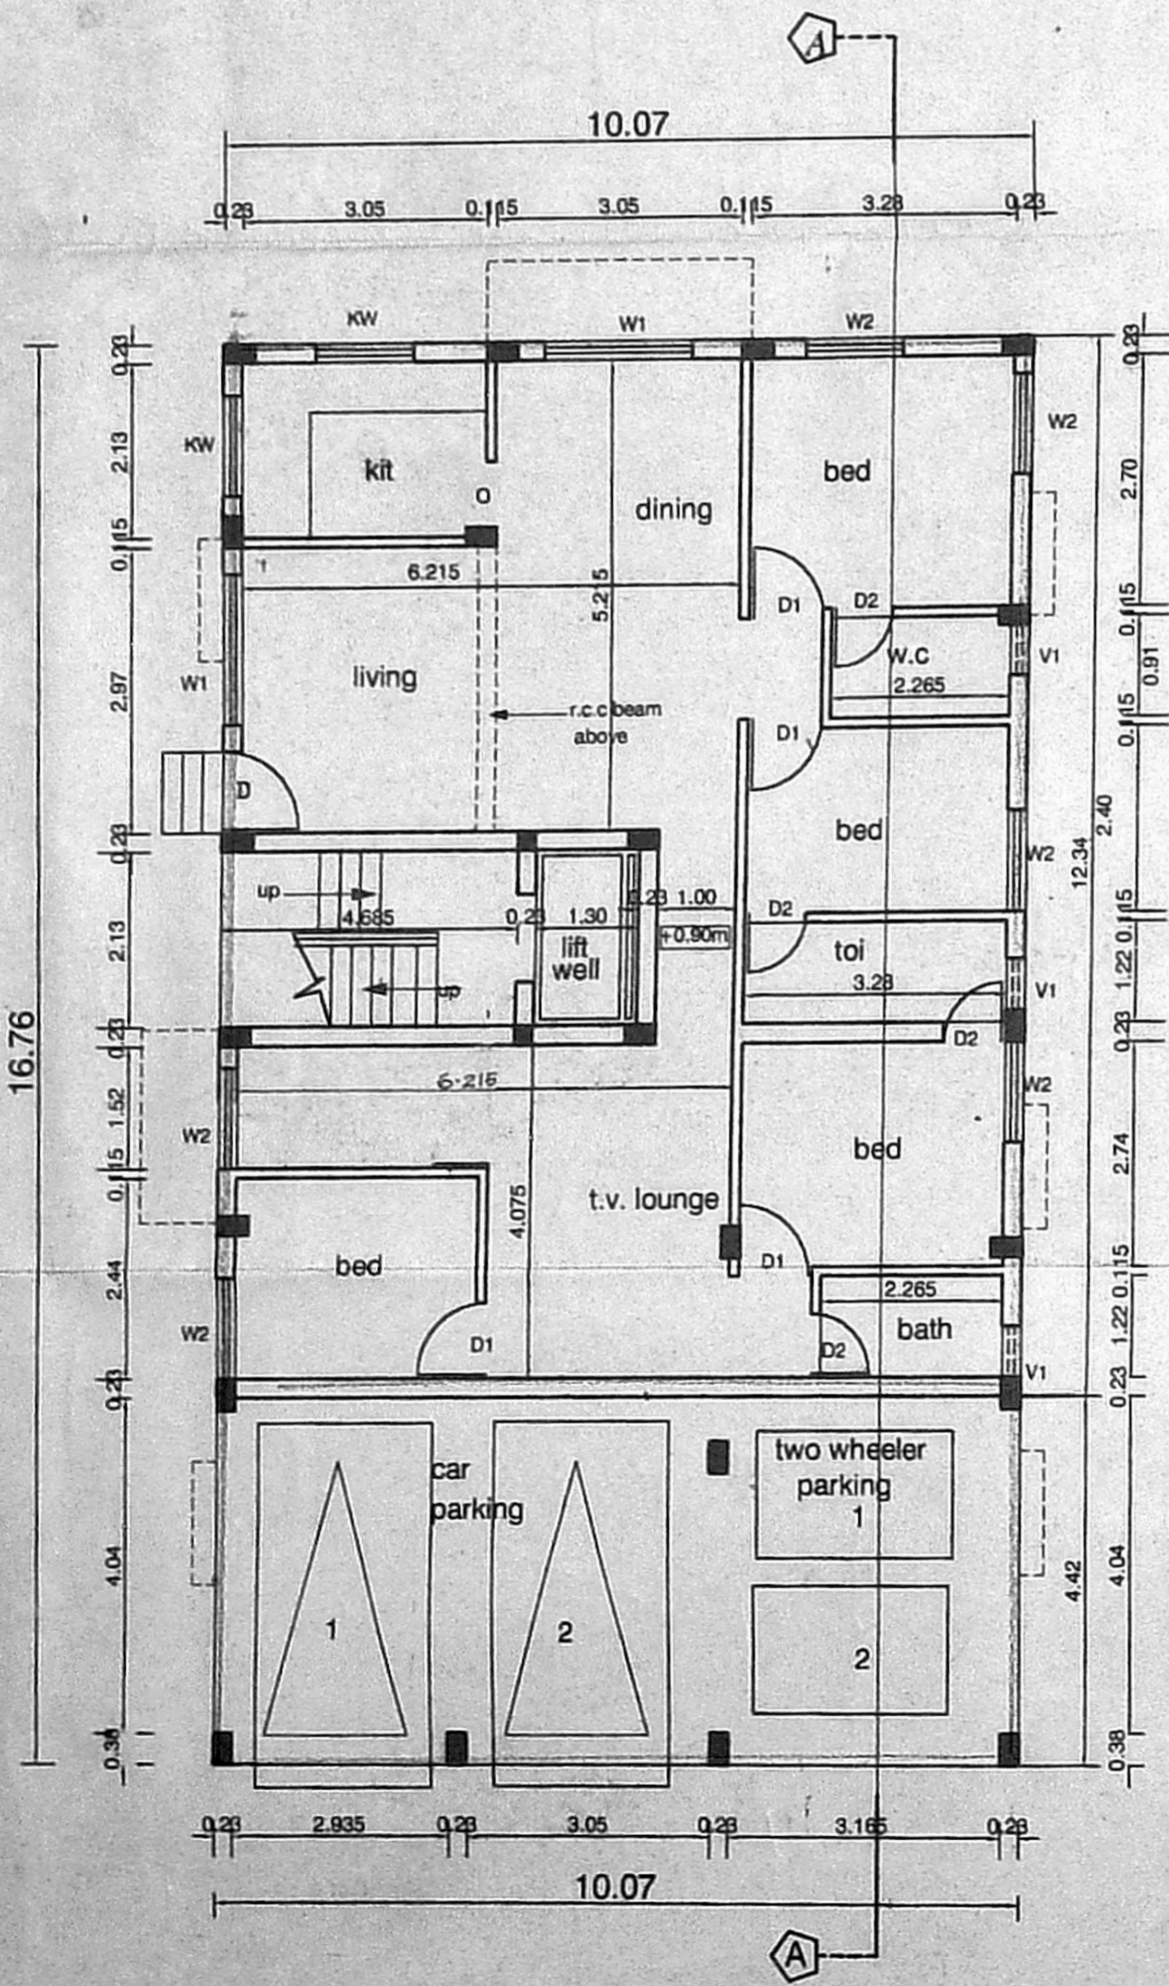 A
10.07
0.23 3.05 0.115 3.05 0.115 3.28 0.23
KW W1 W2
0.23
0.23
KW
W2
2.13
kit
bed
2.70
o
dining
0.115
6.215
5.215
D1
D2
0.115
living
W.C
V1
0.91
2.265
W1
2.97
r.c.c beam
above
D1
0.115
D
0.23
bed
2.40
W2
12.34
up
4.685
0.23
1.30
0.23 1.00
D2
0.115
2.13
lift
well
+0.90m
toi
3.28
1.22
V1
up
0.23
D2
0.23
16.76
6.215
W2
1.52
W2
bed
2.74
0.115
4.075
t.v. lounge
bed
D1
0.115
2.44
2.265
W2
D1
D2
bath
1.22
V1
0.23
0.23
car
parking
two wheeler
parking
1
4.04
1
2
2
4.42
4.04
0.38
0.38
0.23 2.935 0.23 3.05 0.23 3.165 0.23
10.07
A